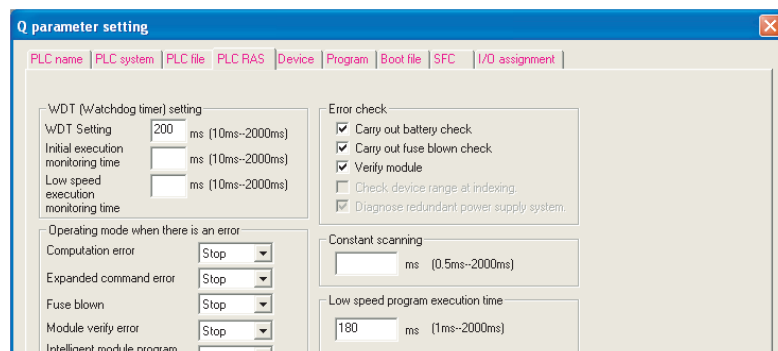 Q parameter setting
PLC name PLC system PLC file PLC RAS Device Program Boot file SFC I/O assignment
WDT (Watchdog timer) setting
WDT Setting 200 ms (10ms--2000ms)
Initial execution
monitoring time ms (10ms--2000ms)
Low speed
execution
monitoring time ms (10ms--2000ms)
Operating mode when there is an error
Computation error Stop
Expanded command error Stop
Fuse blown Stop
Module verify error Stop
Intelligent module program
Error check
Carry out battery check
Carry out fuse blown check
Verify module
Check device range at indexing.
Diagnose redundant power supply system.
Constant scanning
ms (0.5ms--2000ms)
Low speed program execution time
180 ms (1ms--2000ms)